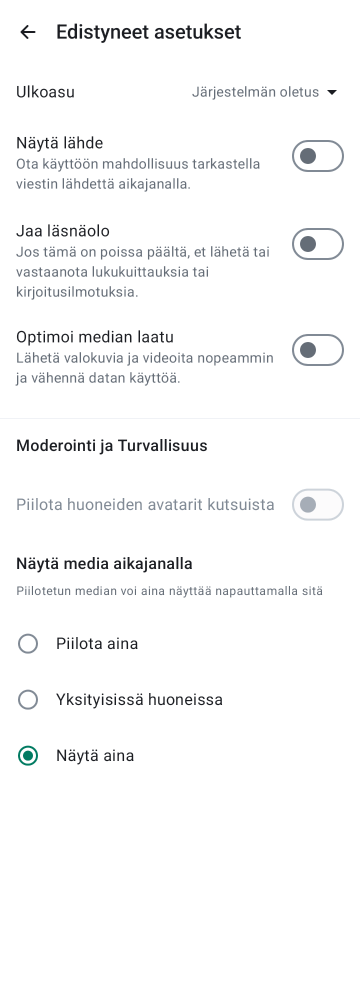 Edistyneet asetukset
Ulkoasu
Järjestelmän oletus
Näytä lähde
Ota käyttöön mahdollisuus tarkastella
viestin lähdettä aikajanalla.
Jaa läsnäolo
Jos tämä on poissa päältä, et lähetä tai
vastaanota lukukuittauksia tai
kirjoitusilmotuksia.
Optimoi median laatu
Lähetä valokuvia ja videoita nopeammin
ja vähennä datan käyttöä.
Moderointi ja Turvallisuus
Piilota huoneiden avatarit kutsuista
Näytä media aikajanalla
Piilotetun median voi aina näyttää napauttamalla sitä
Piilota aina
Yksityisissä huoneissa
Näytä aina